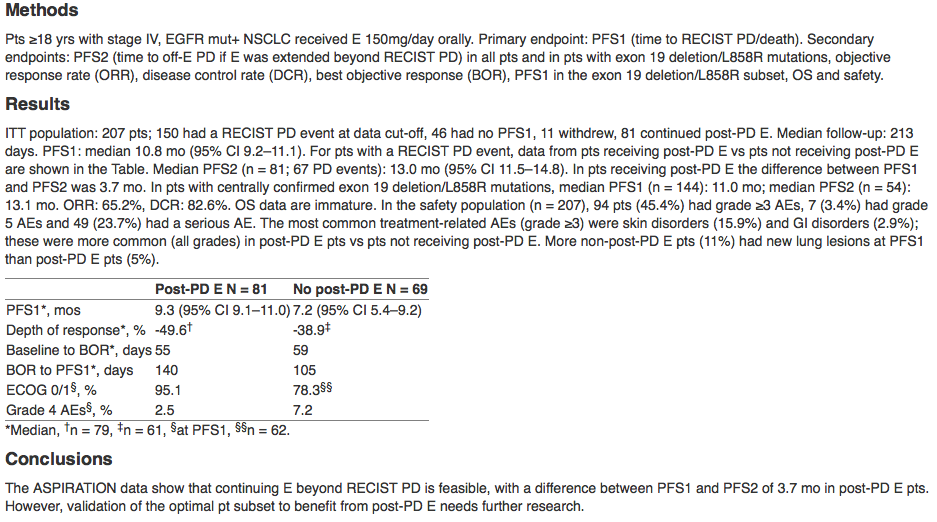 Methods
Pts ≥18 yrs with stage IV, EGFR mut+ NSCLC received E 150mg/day orally. Primary endpoint: PFS1 (time to RECIST PD/death). Secondary
endpoints: PFS2 (time to off-E PD if E was extended beyond RECIST PD) in all pts and in pts with exon 19 deletion/L858R mutations, objective
response rate (ORR), disease control rate (DCR), best objective response (BOR), PFS1 in the exon 19 deletion/L858R subset, OS and safety.
Results
ITT population: 207 pts; 150 had a RECIST PD event at data cut-off, 46 had no PFS1, 11 withdrew, 81 continued post-PD E. Median follow-up: 213
days. PFS1: median 10.8 mo (95% CI 9.2–11.1). For pts with a RECIST PD event, data from pts receiving post-PD E vs pts not receiving post-PD E
are shown in the Table. Median PFS2 (n = 81; 67 PD events): 13.0 mo (95% CI 11.5–14.8). In pts receiving post-PD E the difference between PFS1
and PFS2 was 3.7 mo. In pts with centrally confirmed exon 19 deletion/L858R mutations, median PFS1 (n = 144): 11.0 mo; median PFS2 (n = 54):
13.1 mo. ORR: 65.2%, DCR: 82.6%. OS data are immature. In the safety population (n = 207), 94 pts (45.4%) had grade ≥3 AEs, 7 (3.4%) had grade
5 AEs and 49 (23.7%) had a serious AE. The most common treatment-related AEs (grade ≥3) were skin disorders (15.9%) and GI disorders (2.9%);
these were more common (all grades) in post-PD E pts vs pts not receiving post-PD E. More non-post-PD E pts (11%) had new lung lesions at PFS1
than post-PD E pts (5%).
Post-PD E N = 81 No post-PD E N = 69
PFS1*, mos 9.3 (95% CI 9.1–11.0) 7.2 (95% CI 5.4–9.2)
Depth of response*, % -49.6† -38.9‡
Baseline to BOR*, days 55 59
BOR to PFS1*, days 140 105
ECOG 0/1§, % 95.1 78.3§§
Grade 4 AEs§, % 2.5 7.2
*Median, †n = 79, ‡n = 61, §at PFS1, §§n = 62.
Conclusions
The ASPIRATION data show that continuing E beyond RECIST PD is feasible, with a difference between PFS1 and PFS2 of 3.7 mo in post-PD E pts.
However, validation of the optimal pt subset to benefit from post-PD E needs further research.